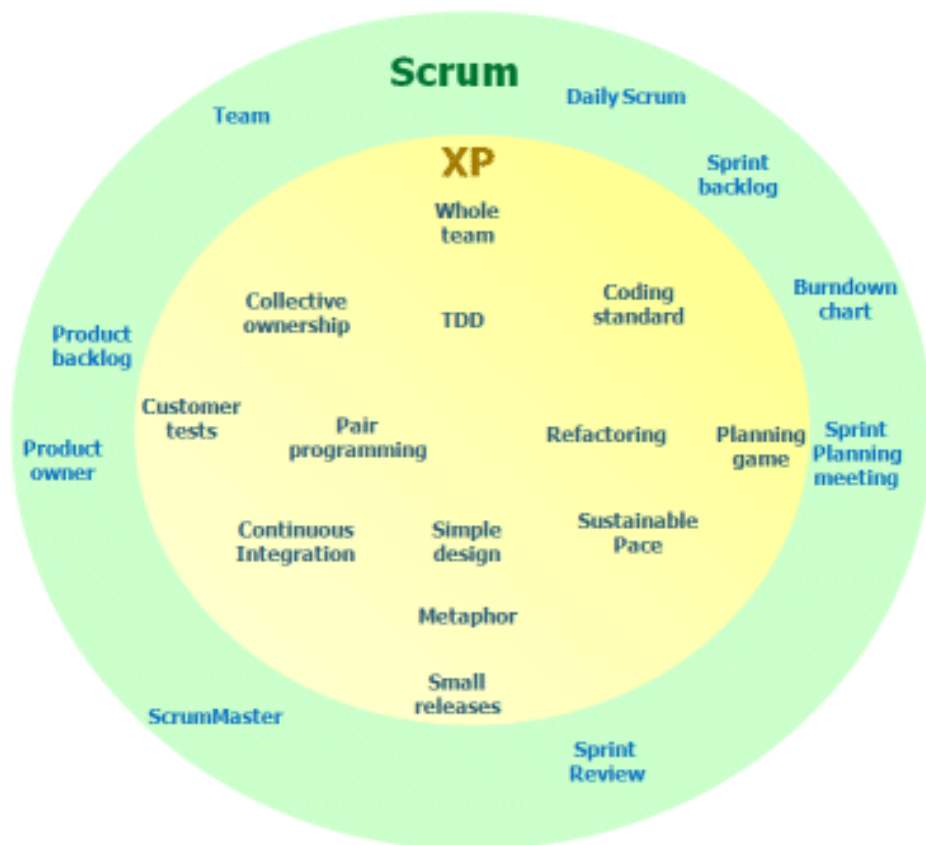 Scrum
Daily Scrum
Team
XP
Sprint
backlog
Whole
team
Burndown
chart
Collective
ownership
TDD
Coding
standard
Product
backlog
Customer
tests
Pair
programming
Refactoring
Planning
game
Sprint
Planning
meeting
Product
owner
Continuous
Integration
Simple
design
Sustainable
Pace
Metaphor
Small
releases
ScrumMaster
Sprint
Review